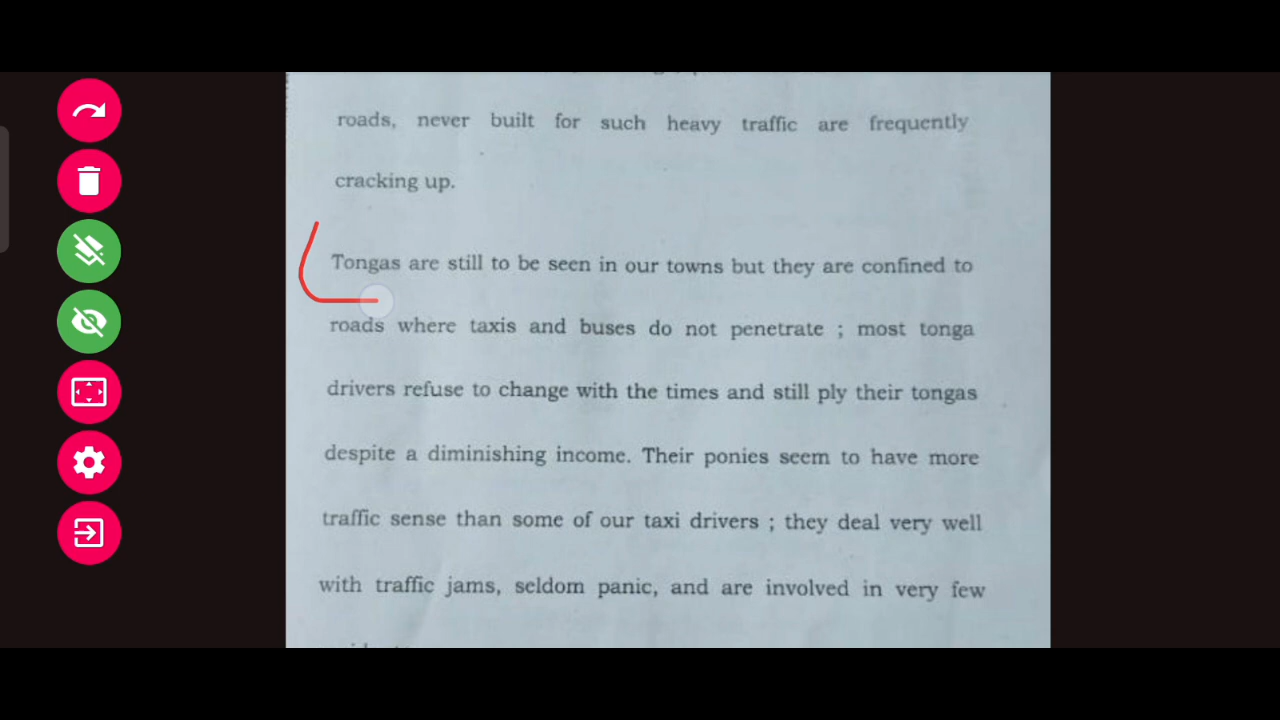 roads, never built for such heavy traffic are frequently
cracking up.
Tongas are still to be seen in our towns but they are confined to
roads where taxis and buses do not penetrate ; most tonga
drivers refuse to change with the times and still ply their tongas
despite a diminishing income. Their ponies seem to have more
traffic sense than some of our taxi drivers ; they deal very well
with traffic jams, seldom panic, and are involved in very few